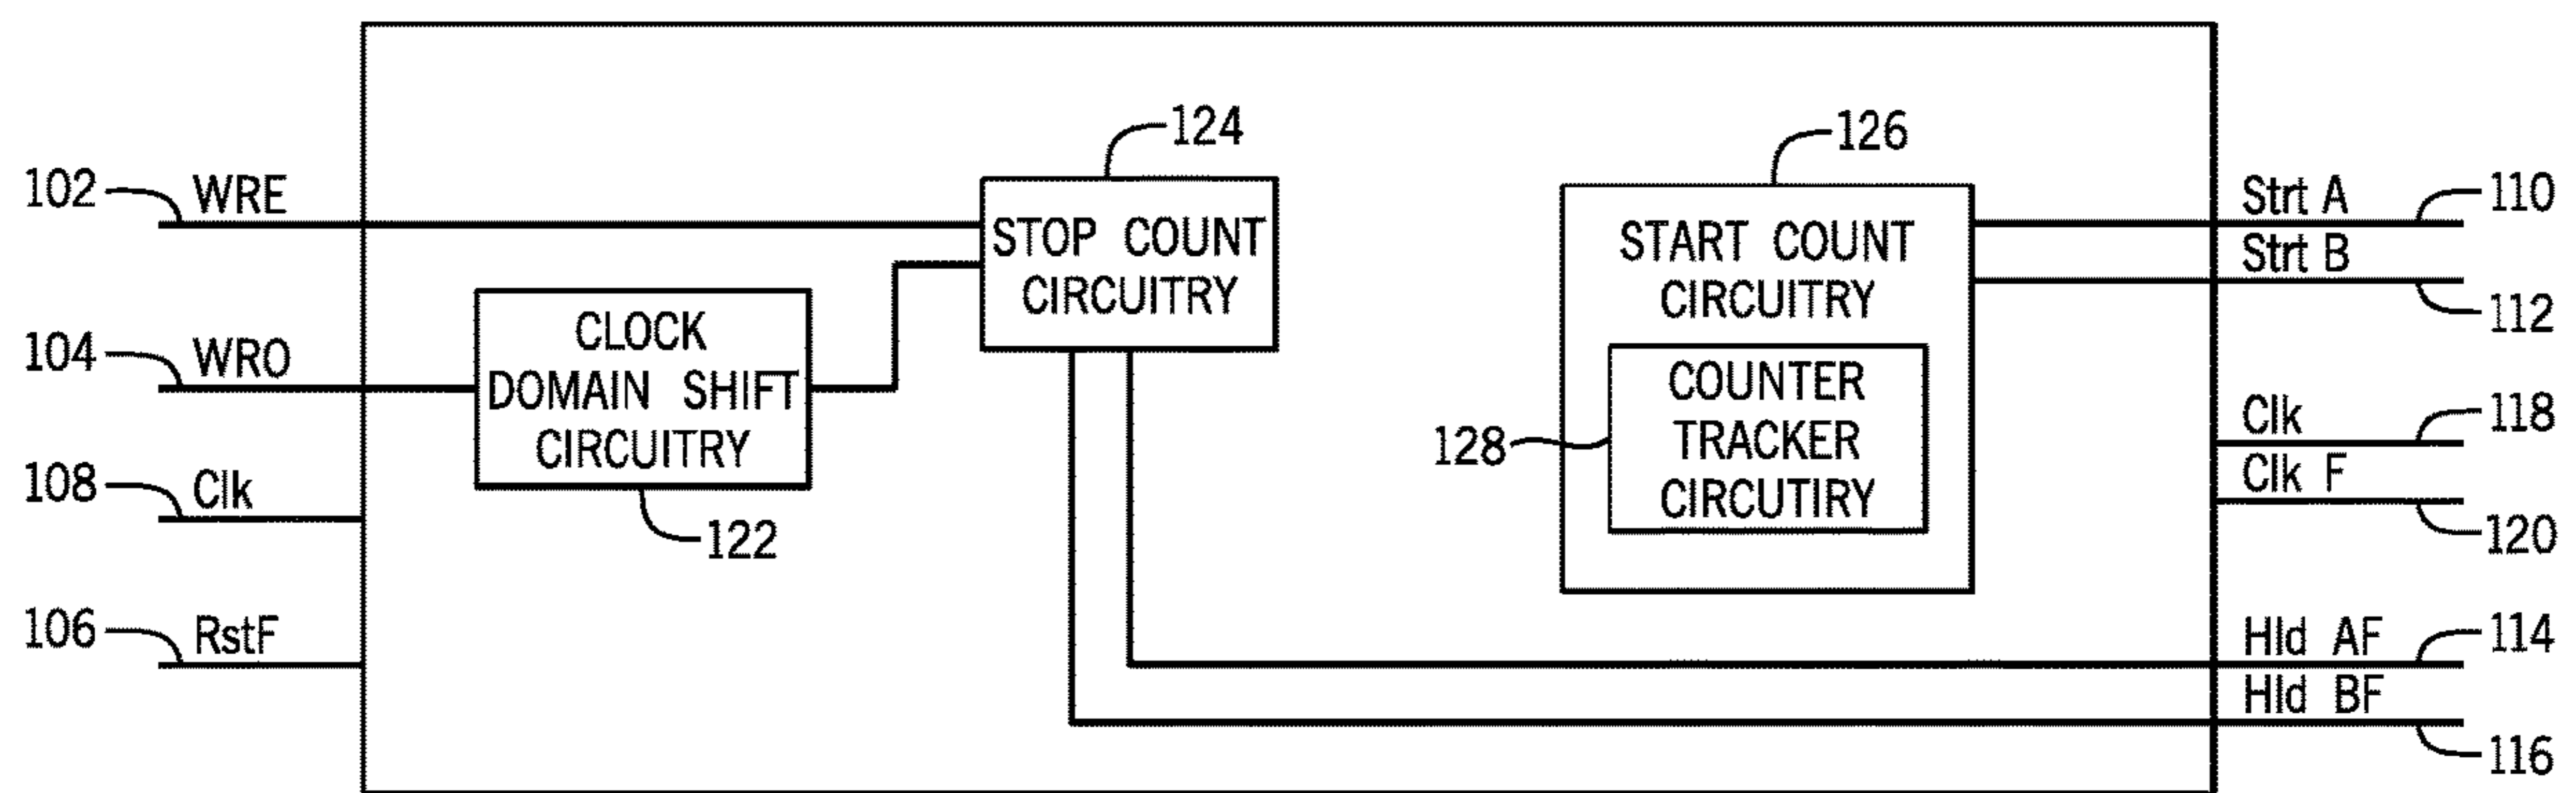 124
126
102 WRE
Strt A 110
STOP COUNT
CIRCUITRY
START COUNT
CIRCUITRY
Strt B
112
104 WRO
CLOCK
DOMAIN SHIFT
CIRCUITRY
COUNTER
TRACKER
CIRCUTIRY
128
Clk 118
108 Clk
Clk F
120
122
106 RstF
Hld AF 114
Hld BF
116